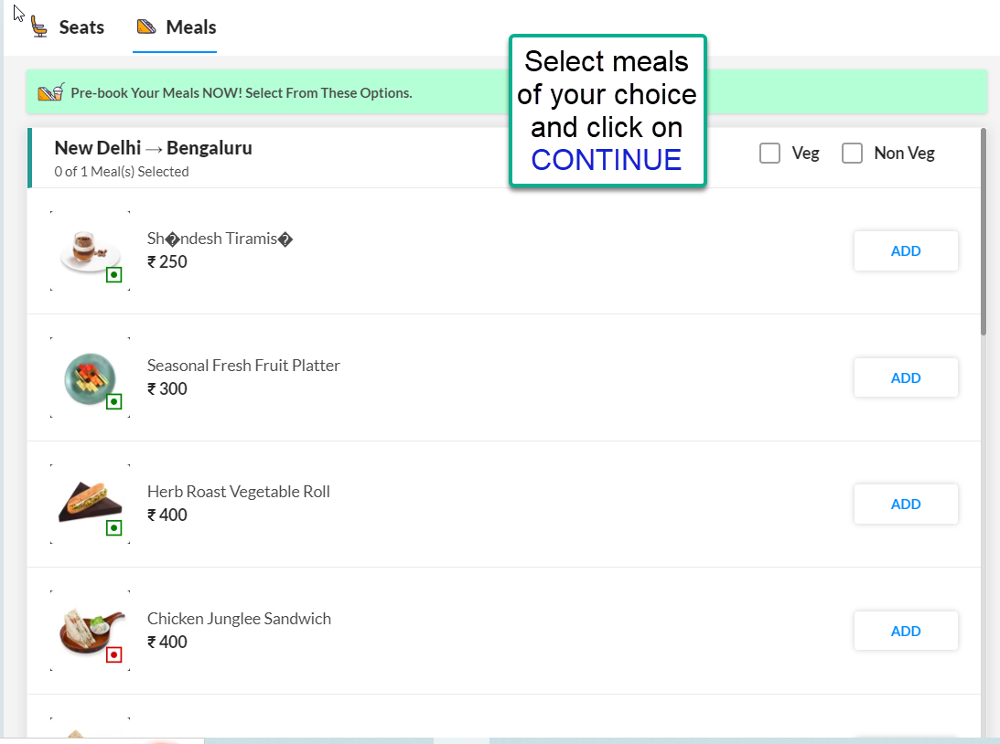 Seats
Meals
Select meals
of your choice
and click on
CONTINUE
Pre-book Your Meals NOW! Select From These Options.
New Delhi → Bengaluru
0 of 1 Meal(s) Selected
Veg
Non Veg
Sh�ndesh Tiramis�
₹ 250
ADD
Seasonal Fresh Fruit Platter
₹ 300
ADD
Herb Roast Vegetable Roll
₹ 400
ADD
Chicken Junglee Sandwich
₹ 400
ADD